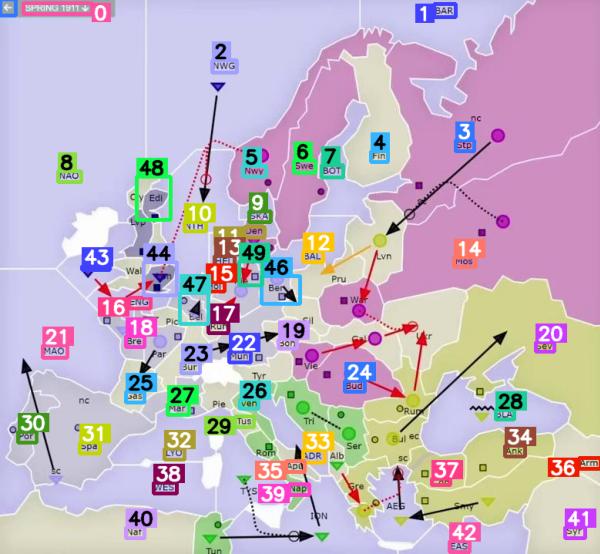 SPRING 1911
0
1 BAR
2
NWG
nc
3
Stp
4
Fin
5
Nwy
6
Swe
7
BOT
8
NAO
48
Cly Edi
9
SKA
10
NTH
11
Den
Lvp
12
BAL
13
HEL
14
Mos
Lvn
43
44
Wal
49
46
47
15
Hol
Ber
Pru
War
16
ENG
Bel
17
Ruh
Sil
18
Bre
Pic
19
Boh
Gal
Ukr
20
Sev
21
MAO
Par
23
Bur
22
Mun
Vie
24
Bud
Tyr
25
Gas
26
Ven
27
Mar
Pie
nc
28
BLA
Rum
29
Tus
Tri
Ser
Bul ec
30
Por
31
Spa
32
LYO
Rom
33
ADR Alb
34
Ank
sc
sc
35
Apu
36
Arm
37
38
WES
39
Nap
TYS
Gre
AEG
Smy
40
Naf
ION
41
Syr
42
EAS
Tun